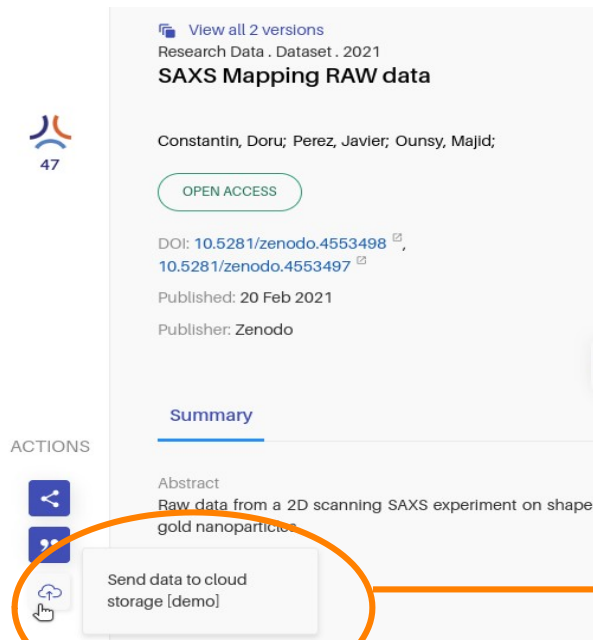 View all 2 versions
Research Data . Dataset . 2021
SAXS Mapping RAW data
47
Constantin, Doru; Perez, Javier; Ounsy, Majid;
OPEN ACCESS
DOI: 10.5281/zenodo.4553498 ,
10.5281/zenodo.4553497
Published: 20 Feb 2021
Publisher: Zenodo
Summary
ACTIONS
Abstract
Raw data from a 2D scanning SAXS experiment on shape
gold nanoparticles
Send data to cloud
storage [demo]